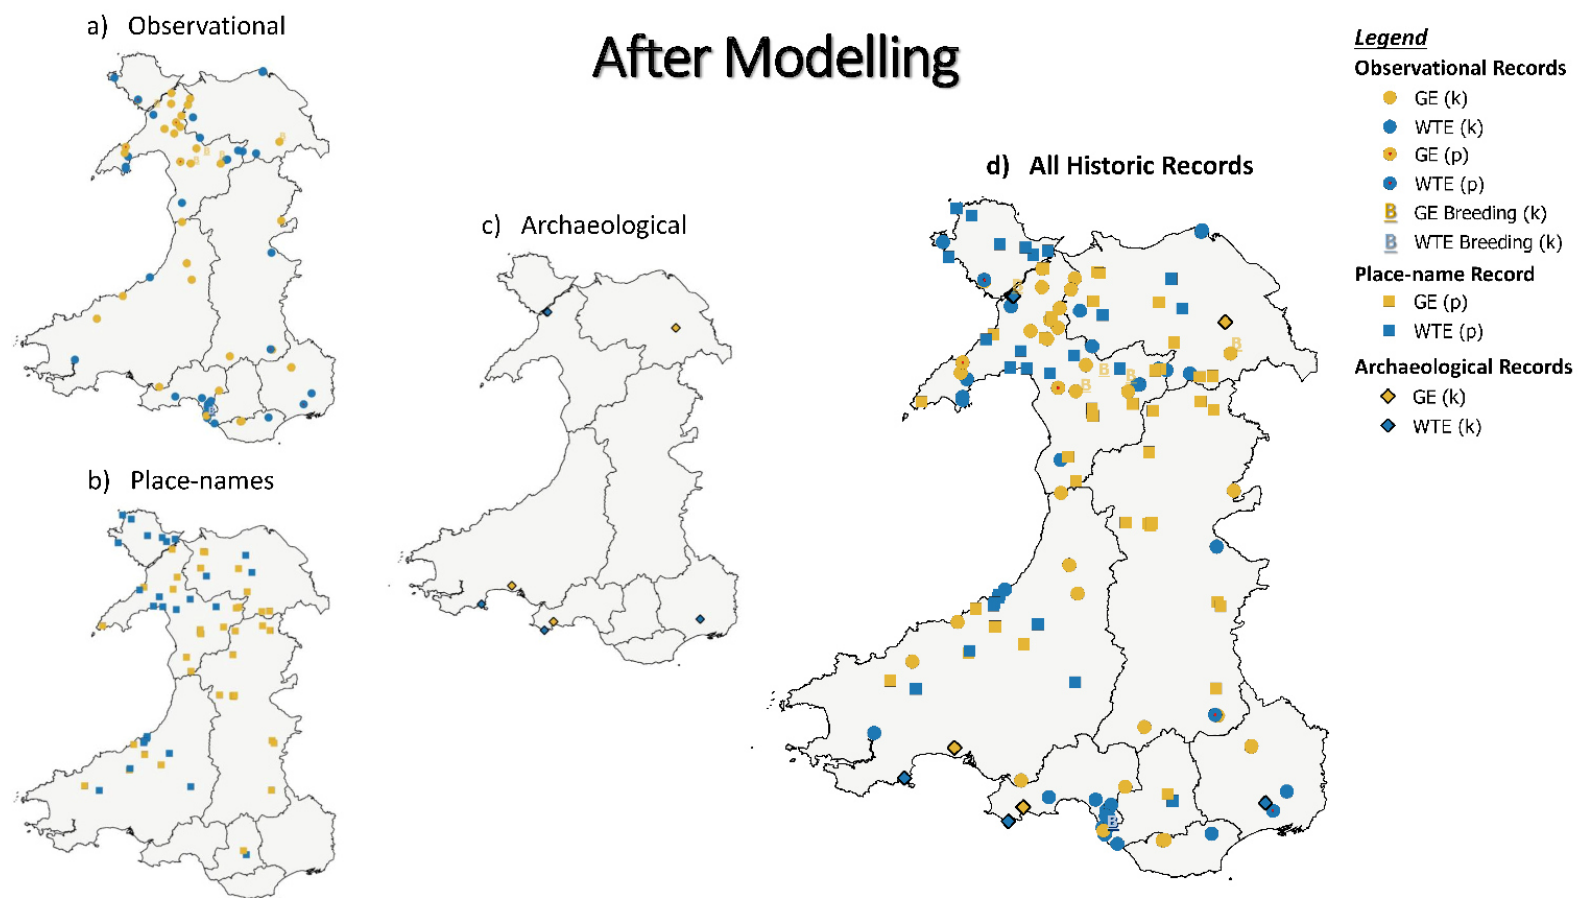 After Modelling
a) Observational
b) Place-names
c) Archaeological
d) All Historic Records
Legend
Observational Records
GE (k)
WTE (k)
GE (p)
WTE (p)
B GE Breeding (k)
B WTE Breeding (k)
Place-name Record
GE (p)
WTE (p)
Archaeological Records
GE (k)
WTE (k)
B
B
B
B
B
B
B
B
B
B